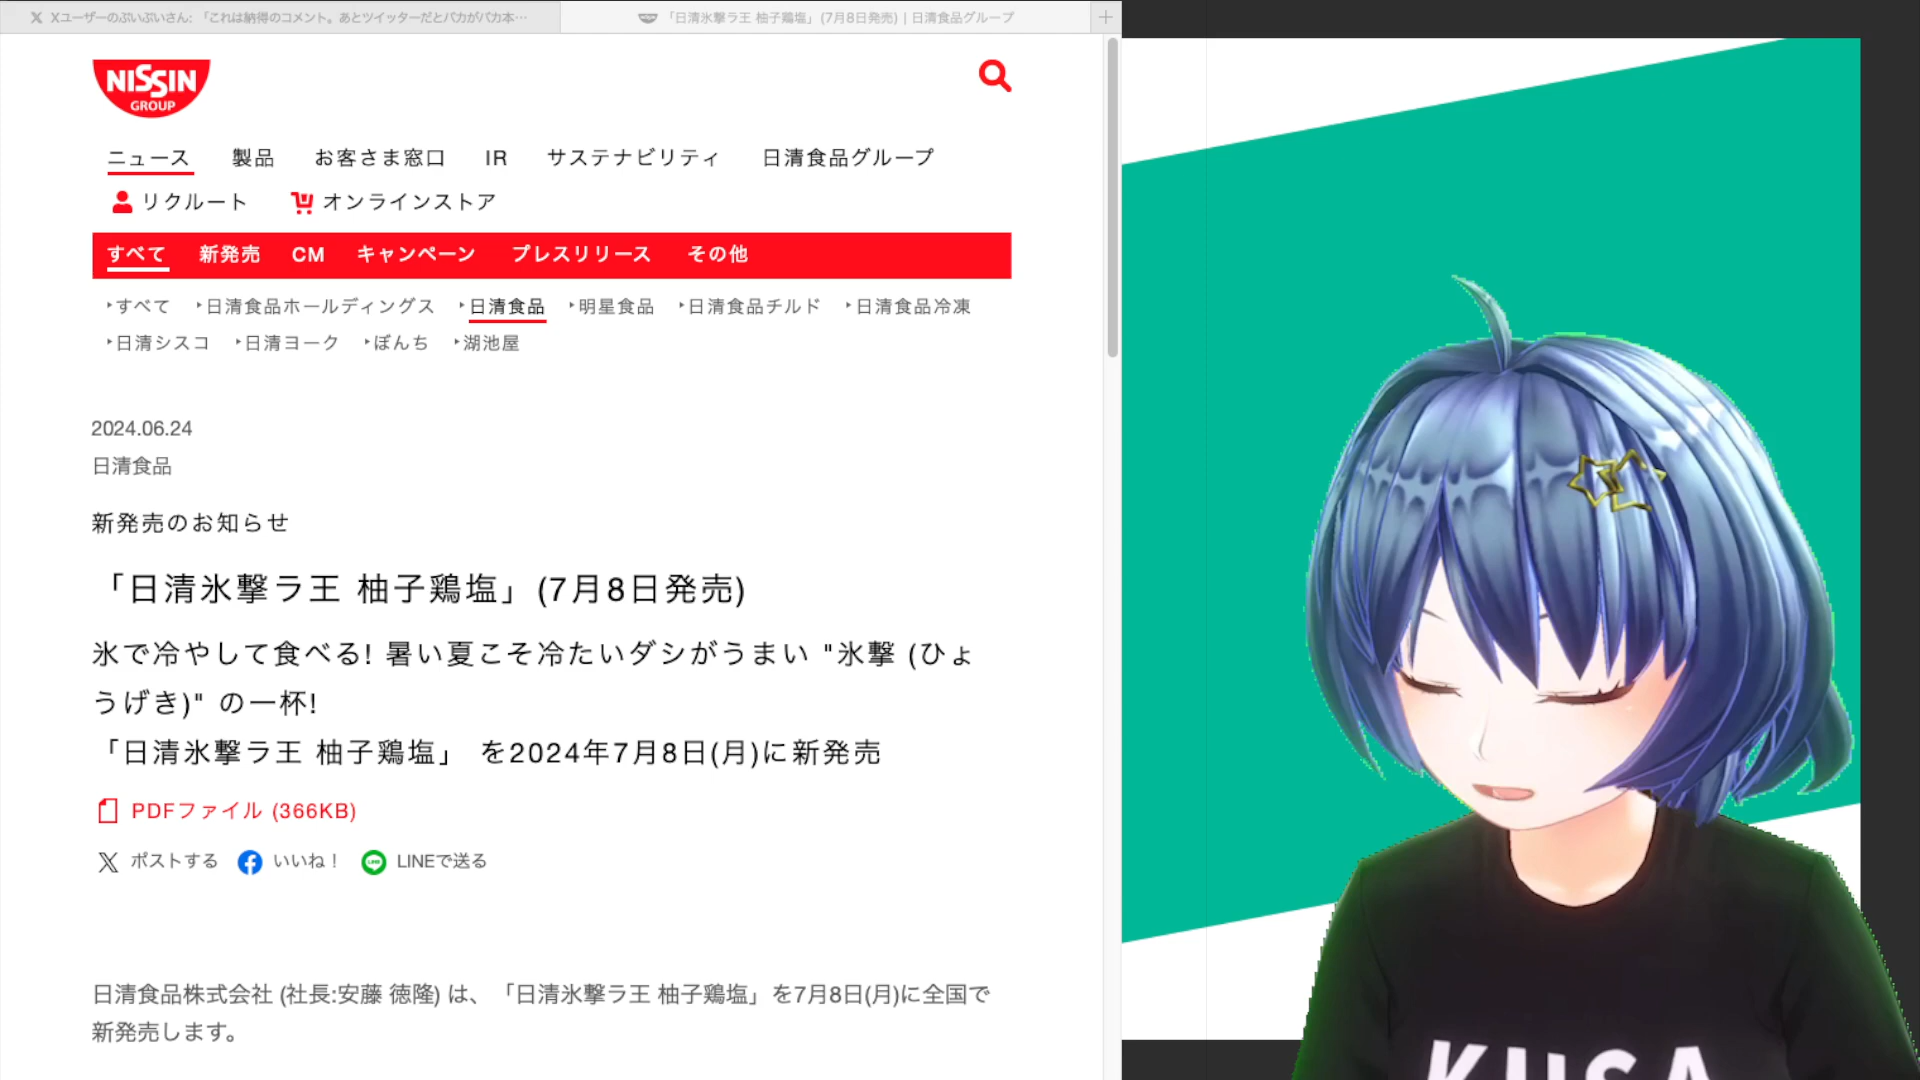 Xユーザーのぷいぷいさん: 「これは納得のコメント。あとツイッターだとバカがバカ本…
「日清氷撃ラ王 柚子鶏塩」(7月8日発売) | 日清食品グループ
NISSIN
GROUP
ニュース 製品 お客さま窓口 IR サステナビリティ 日清食品グループ
リクルート オンラインストア
すべて 新発売 CM キャンペーン プレスリリース その他
すべて 日清食品ホールディングス 日清食品 明星食品 日清食品チルド 日清食品冷凍
日清シスコ 日清ヨーク ぼんち 湖池屋
2024.06.24
日清食品
新発売のお知らせ
「日清氷撃ラ王 柚子鶏塩」(7月8日発売)
氷で冷やして食べる! 暑い夏こそ冷たいダシがうまい "氷撃 (ひょ
うげき)" の一杯!
「日清氷撃ラ王 柚子鶏塩」 を2024年7月8日(月)に新発売
PDFファイル (366KB)
ポストする いいね！ LINEで送る
日清食品株式会社 (社長:安藤 徳隆) は、「日清氷撃ラ王 柚子鶏塩」を7月8日(月)に全国で
新発売します。
KUSA